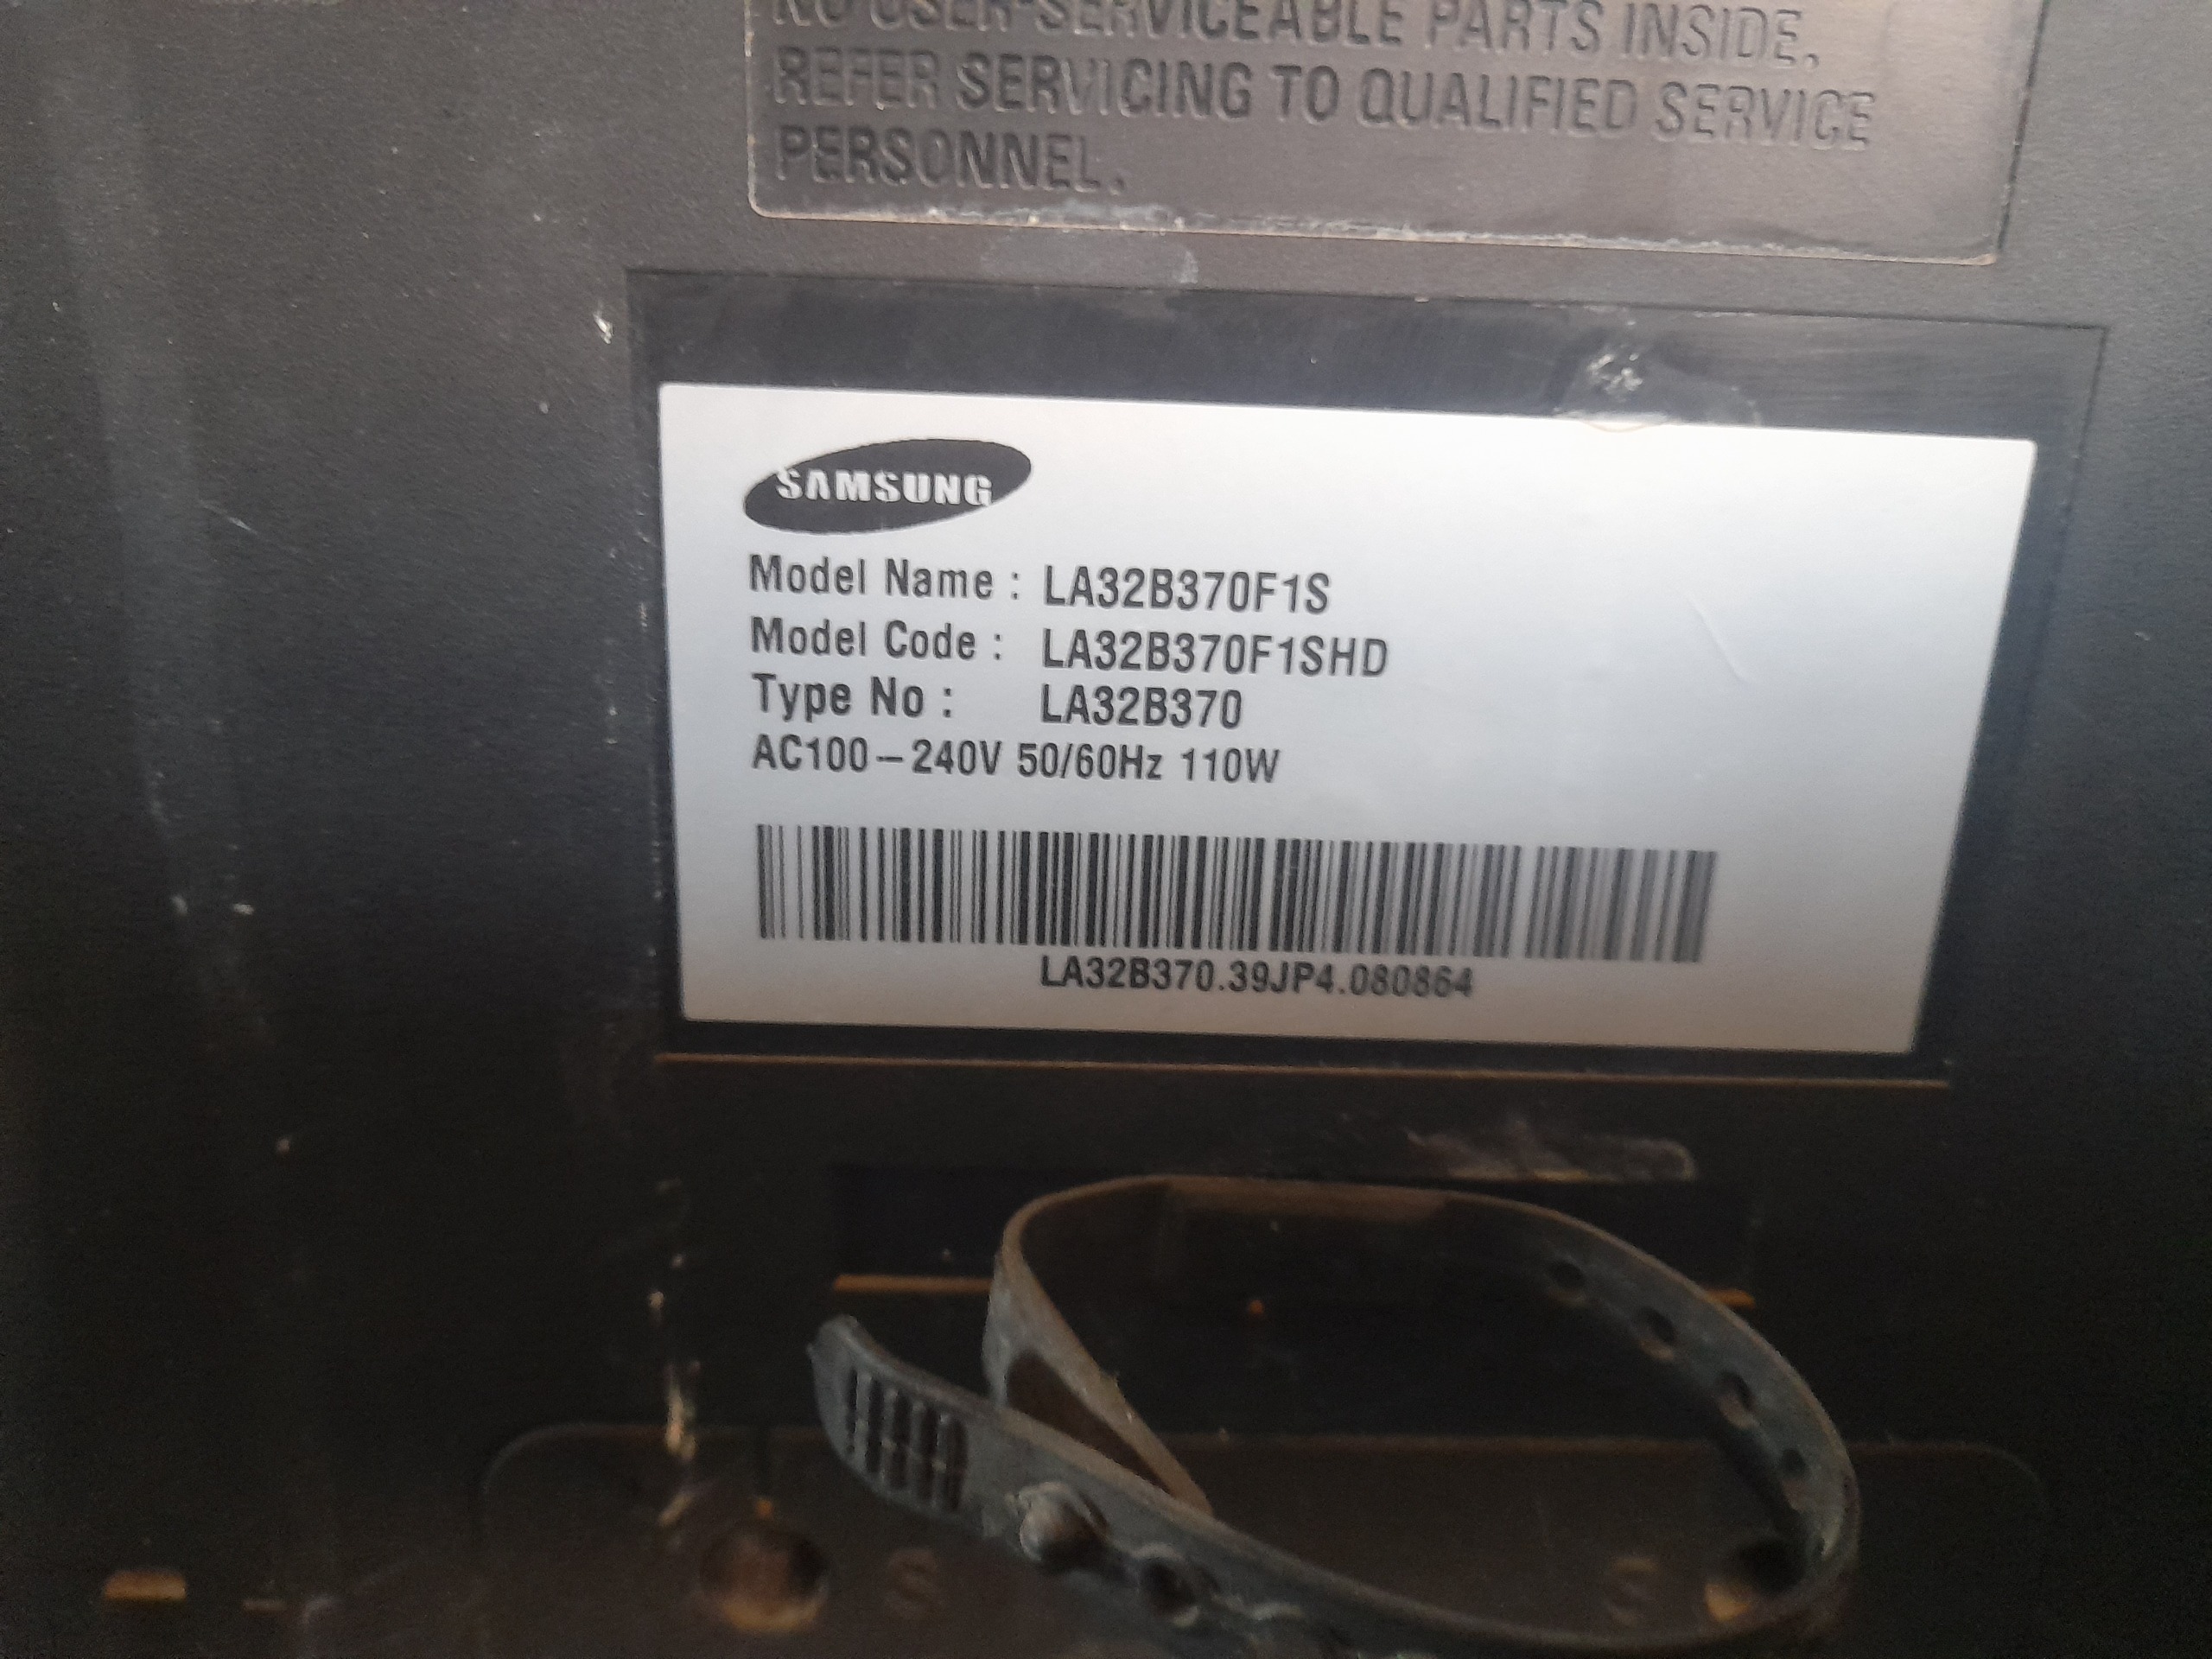 NO USER-SERVICEABLE PARTS INSIDE.
REFER SERVICING TO QUALIFIED SERVICE
PERSONNEL.
SAMSUNG
Model Name : LA32B370F1S
Model Code : LA32B370F1SHD
Type No : LA32B370
AC100-240V 50/60Hz 110W
LA32B370.39JP4.080864
S
S